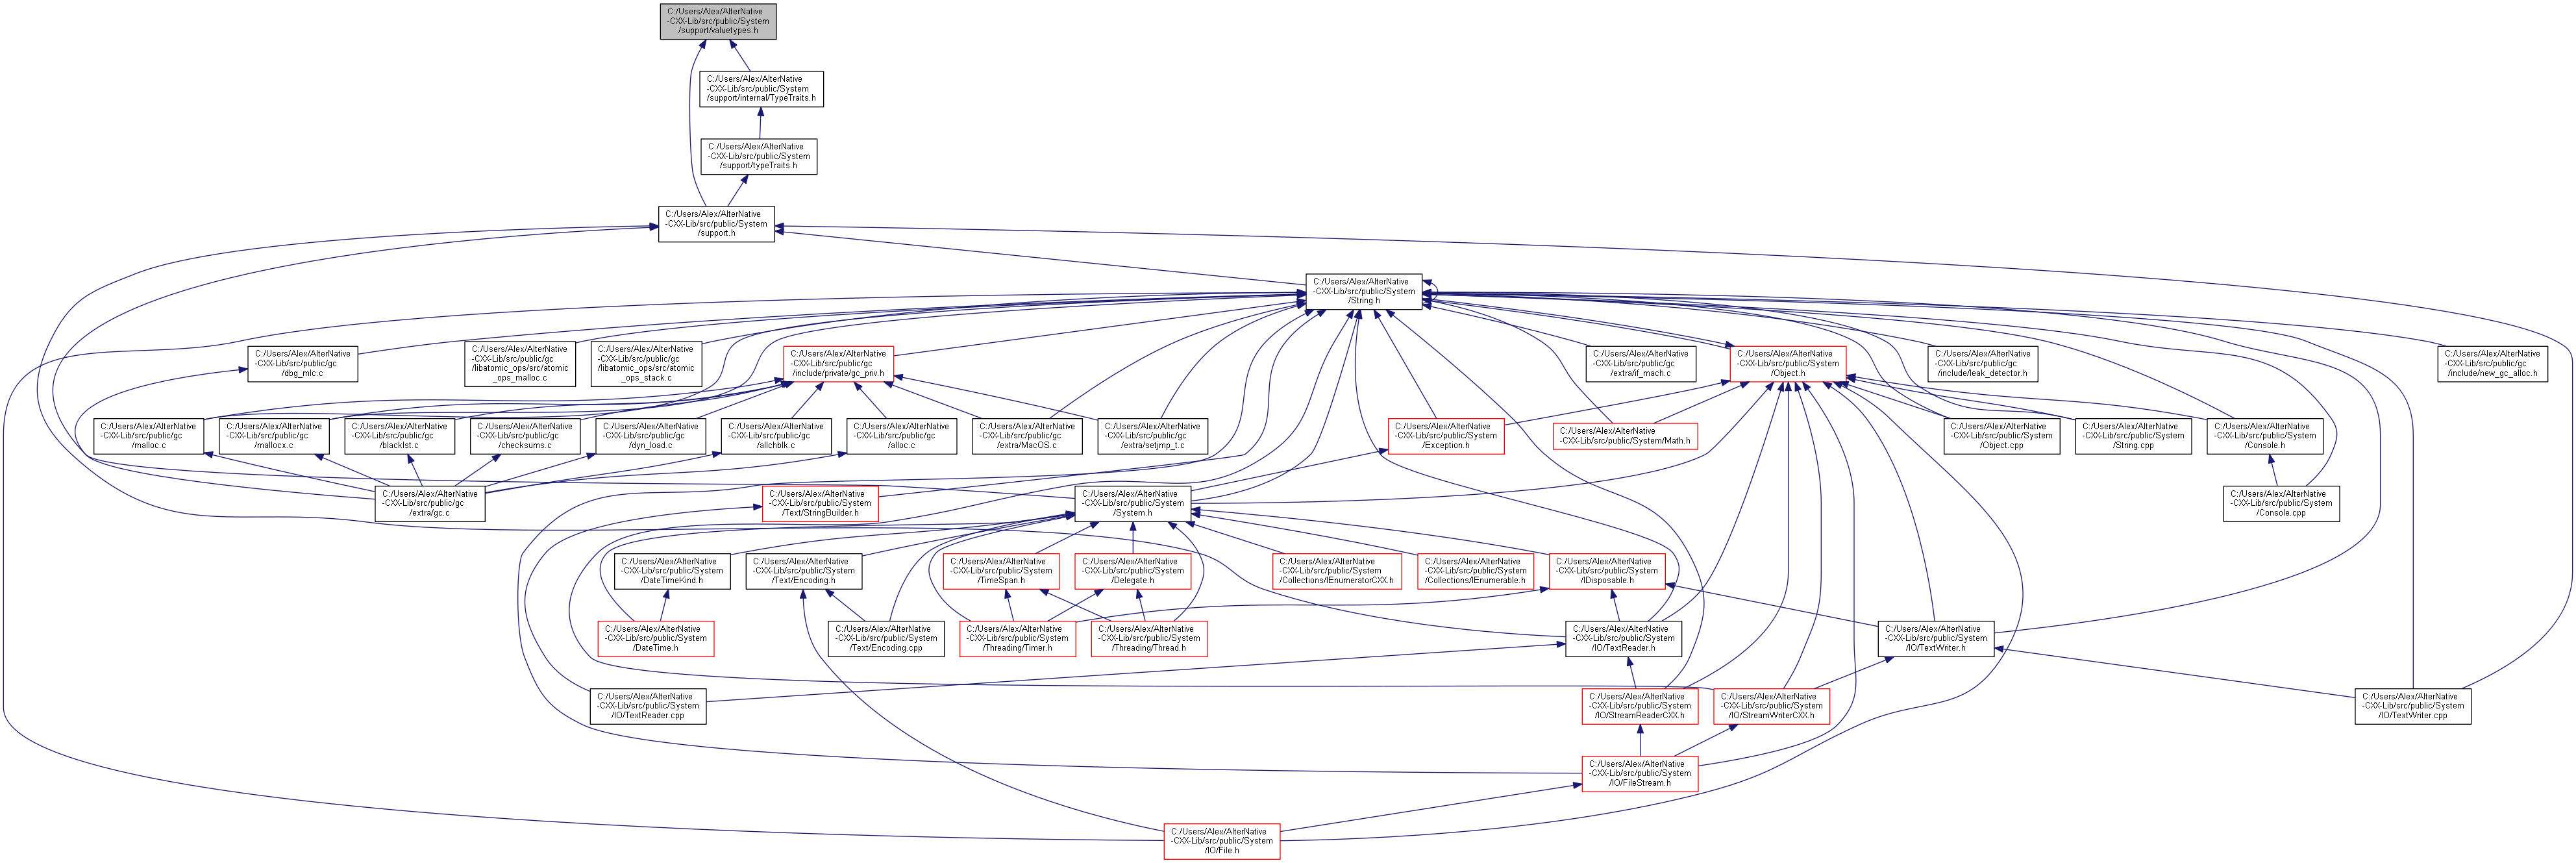 C:/Users/Alex/AlterNative
-CXX-Lib/src/public/System
/support/valuetypes.h
C:/Users/Alex/AlterNative
-CXX-Lib/src/public/System
/support/internal/TypeTraits.h
C:/Users/Alex/AlterNative
-CXX-Lib/src/public/System
/support/typeTraits.h
C:/Users/Alex/AlterNative
-CXX-Lib/src/public/System
/support.h
C:/Users/Alex/AlterNative
-CXX-Lib/src/public/System
/String.h
C:/Users/Alex/AlterNative
-CXX-Lib/src/public/gc
/dbg_mlc.c
C:/Users/Alex/AlterNative
-CXX-Lib/src/public/gc
/libatomic_ops/src/atomic
_ops_malloc.c
C:/Users/Alex/AlterNative
-CXX-Lib/src/public/gc
/libatomic_ops/src/atomic
_ops_stack.c
C:/Users/Alex/AlterNative
-CXX-Lib/src/public/gc
/include/private/gc_priv.h
C:/Users/Alex/AlterNative
-CXX-Lib/src/public/gc
/extra/if_mach.c
C:/Users/Alex/AlterNative
-CXX-Lib/src/public/System
/Object.h
C:/Users/Alex/AlterNative
-CXX-Lib/src/public/gc
/include/leak_detector.h
C:/Users/Alex/AlterNative
-CXX-Lib/src/public/gc
/include/new_gc_alloc.h
C:/Users/Alex/AlterNative
-CXX-Lib/src/public/gc
/malloc.c
C:/Users/Alex/AlterNative
-CXX-Lib/src/public/gc
/mallocx.c
C:/Users/Alex/AlterNative
-CXX-Lib/src/public/gc
/blacklst.c
C:/Users/Alex/AlterNative
-CXX-Lib/src/public/gc
/checksums.c
C:/Users/Alex/AlterNative
-CXX-Lib/src/public/gc
/dyn_load.c
C:/Users/Alex/AlterNative
-CXX-Lib/src/public/gc
/allchblk.c
C:/Users/Alex/AlterNative
-CXX-Lib/src/public/gc
/alloc.c
C:/Users/Alex/AlterNative
-CXX-Lib/src/public/gc
/extra/MacOS.c
C:/Users/Alex/AlterNative
-CXX-Lib/src/public/gc
/extra/setjmp_t.c
C:/Users/Alex/AlterNative
-CXX-Lib/src/public/System
/Exception.h
C:/Users/Alex/AlterNative
-CXX-Lib/src/public/System/Math.h
C:/Users/Alex/AlterNative
-CXX-Lib/src/public/System
/Object.cpp
C:/Users/Alex/AlterNative
-CXX-Lib/src/public/System
/String.cpp
C:/Users/Alex/AlterNative
-CXX-Lib/src/public/System
/Console.h
C:/Users/Alex/AlterNative
-CXX-Lib/src/public/gc
/extra/gc.c
C:/Users/Alex/AlterNative
-CXX-Lib/src/public/System
/Text/StringBuilder.h
C:/Users/Alex/AlterNative
-CXX-Lib/src/public/System
/System.h
C:/Users/Alex/AlterNative
-CXX-Lib/src/public/System
/Console.cpp
C:/Users/Alex/AlterNative
-CXX-Lib/src/public/System
/DateTimeKind.h
C:/Users/Alex/AlterNative
-CXX-Lib/src/public/System
/Text/Encoding.h
C:/Users/Alex/AlterNative
-CXX-Lib/src/public/System
/TimeSpan.h
C:/Users/Alex/AlterNative
-CXX-Lib/src/public/System
/Delegate.h
C:/Users/Alex/AlterNative
-CXX-Lib/src/public/System
/Collections/IEnumeratorCXX.h
C:/Users/Alex/AlterNative
-CXX-Lib/src/public/System
/Collections/IEnumerable.h
C:/Users/Alex/AlterNative
-CXX-Lib/src/public/System
/IDisposable.h
C:/Users/Alex/AlterNative
-CXX-Lib/src/public/System
/DateTime.h
C:/Users/Alex/AlterNative
-CXX-Lib/src/public/System
/Text/Encoding.cpp
C:/Users/Alex/AlterNative
-CXX-Lib/src/public/System
/Threading/Timer.h
C:/Users/Alex/AlterNative
-CXX-Lib/src/public/System
/Threading/Thread.h
C:/Users/Alex/AlterNative
-CXX-Lib/src/public/System
/IO/TextReader.h
C:/Users/Alex/AlterNative
-CXX-Lib/src/public/System
/IO/TextWriter.h
C:/Users/Alex/AlterNative
-CXX-Lib/src/public/System
/IO/TextReader.cpp
C:/Users/Alex/AlterNative
-CXX-Lib/src/public/System
/IO/StreamReaderCXX.h
C:/Users/Alex/AlterNative
-CXX-Lib/src/public/System
/IO/StreamWriterCXX.h
C:/Users/Alex/AlterNative
-CXX-Lib/src/public/System
/IO/TextWriter.cpp
C:/Users/Alex/AlterNative
-CXX-Lib/src/public/System
/IO/FileStream.h
C:/Users/Alex/AlterNative
-CXX-Lib/src/public/System
/IO/File.h